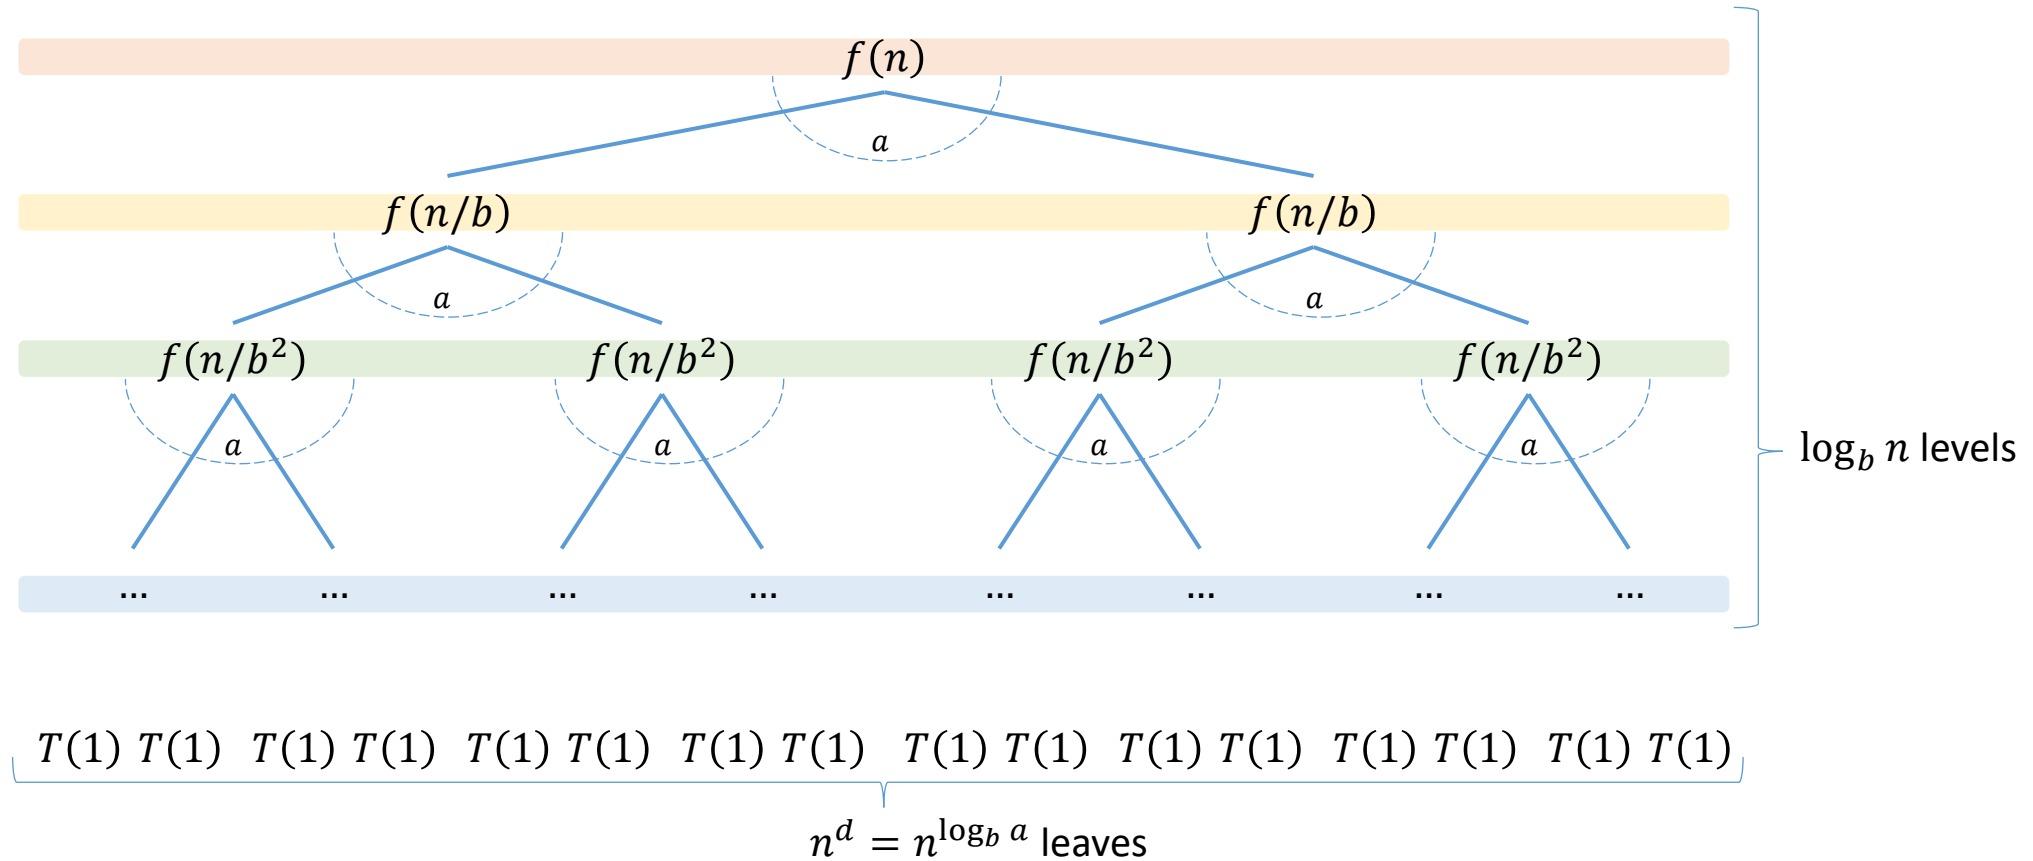 f(n)
a
f(n/b) f(n/b)
a a
f(n/b²) f(n/b²) f(n/b²) f(n/b²)
a a a a
log_b n levels
... ... ... ... ... ... ... ...
T(1) T(1) T(1) T(1) T(1) T(1) T(1) T(1) T(1) T(1) T(1) T(1) T(1) T(1) T(1) T(1)
n^d = n^{log_b a} leaves